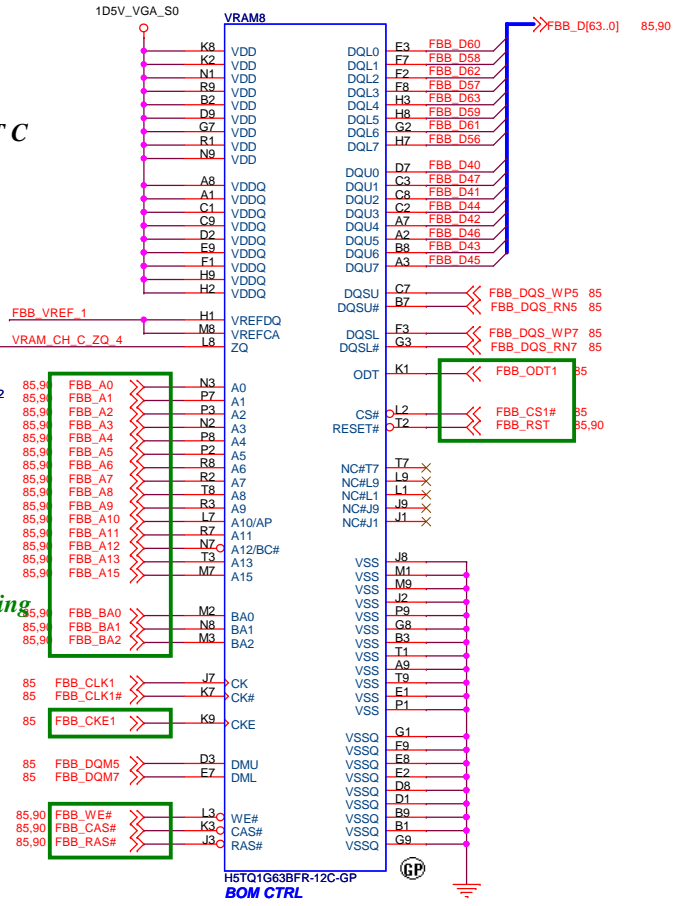 1D5V_VGA_S0
VRAM8
FBB_D[63..0] 85,90
K8 VDD DQL0 E3 FBB_D60
K2 VDD DQL1 F7 FBB_D58
N1 VDD DQL2 F2 FBB_D62
R9 VDD DQL3 F8 FBB_D57
B2 VDD DQL4 H3 FBB_D63
D9 VDD DQL5 H8 FBB_D59
G7 VDD DQL6 G2 FBB_D61
R1 VDD DQL7 H7 FBB_D56
N9 VDD
T C
DQU0 D7 FBB_D40
A8 VDDQ DQU1 C3 FBB_D47
A1 VDDQ DQU2 C8 FBB_D41
C1 VDDQ DQU3 C2 FBB_D44
C9 VDDQ DQU4 A7 FBB_D42
D2 VDDQ DQU5 A2 FBB_D46
E9 VDDQ DQU6 B8 FBB_D43
F1 VDDQ DQU7 A3 FBB_D45
H9 VDDQ
H2 VDDQ DQSU C7 FBB_DQS_WP5 85
DQSU# B7 FBB_DQS_RN5 85
FBB_VREF_1 H1 VREFDQ
M8 VREFCA DQSL F3 FBB_DQS_WP7 85
VRAM_CH_C_ZQ_4 L8 ZQ DQSL# G3 FBB_DQS_RN7 85
ODT K1 FBB_ODT1 85
2
85,90 FBB_A0 N3 A0
85,90 FBB_A1 P7 A1
85,90 FBB_A2 P3 A2 CS# L2 FBB_CS1# 85
85,90 FBB_A3 N2 A3 RESET# T2 FBB_RST 85,90
85,90 FBB_A4 P8 A4
85,90 FBB_A5 P2 A5
85,90 FBB_A6 R8 A6 NC#T7 T7
85,90 FBB_A7 R2 A7 NC#L9 L9
85,90 FBB_A8 T8 A8 NC#L1 L1
85,90 FBB_A9 R3 A9 NC#J9 J9
85,90 FBB_A10 L7 A10/AP NC#J1 J1
85,90 FBB_A11 R7 A11
85,90 FBB_A12 N7 A12/BC#
85,90 FBB_A13 T3 A13 VSS J8
85,90 FBB_A15 M7 A15 VSS M1
VSS M9
ing
VSS J2
85,90 FBB_BA0 M2 BA0 VSS P9
85,90 FBB_BA1 N8 BA1 VSS G8
85,90 FBB_BA2 M3 BA2 VSS B3
VSS T1
VSS A9
85 FBB_CLK1 J7 CK VSS T9
85 FBB_CLK1# K7 CK# VSS E1
VSS P1
85 FBB_CKE1 K9 CKE
VSSQ G1
VSSQ F9
85 FBB_DQM5 D3 DMU VSSQ E8
85 FBB_DQM7 E7 DML VSSQ E2
VSSQ D8
VSSQ D1
85,90 FBB_WE# L3 WE# VSSQ B9
85,90 FBB_CAS# K3 CAS# VSSQ B1
85,90 FBB_RAS# J3 RAS# VSSQ G9
GP
H5TQ1G63BFR-12C-GP
BOM CTRL